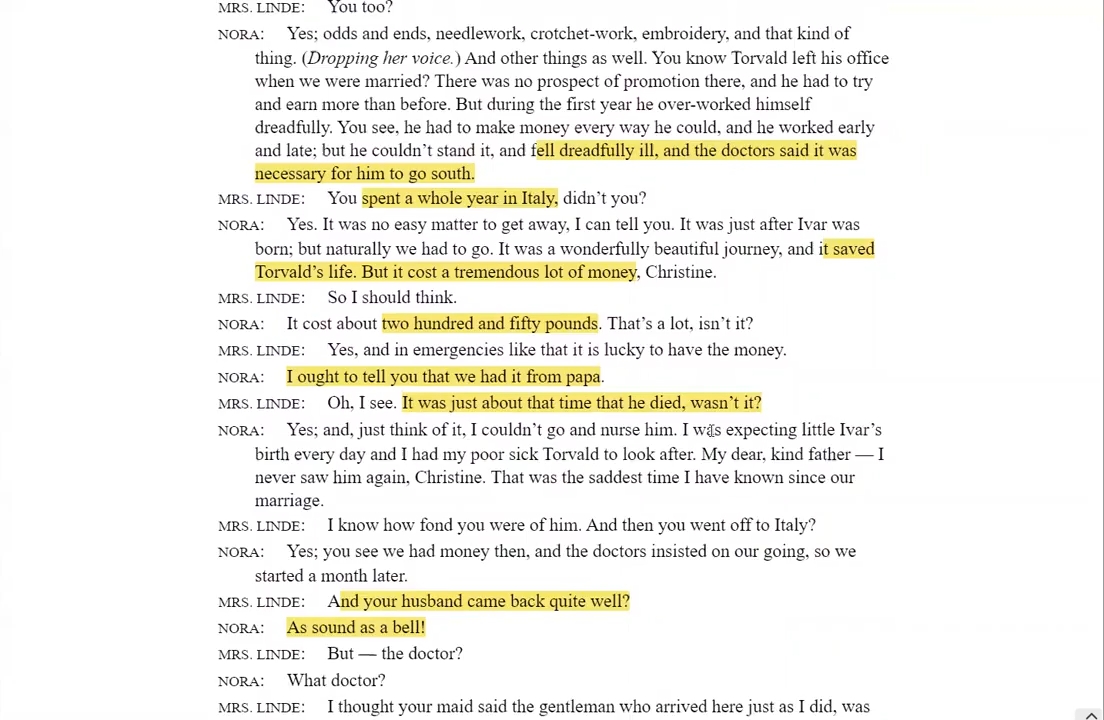 MRS. LINDE: You too?
NORA: Yes; odds and ends, needlework, crotchet-work, embroidery, and that kind of
thing. (Dropping her voice.) And other things as well. You know Torvald left his office
when we were married? There was no prospect of promotion there, and he had to try
and earn more than before. But during the first year he over-worked himself
dreadfully. You see, he had to make money every way he could, and he worked early
and late; but he couldn't stand it, and fell dreadfully ill, and the doctors said it was
necessary for him to go south.
MRS. LINDE: You spent a whole year in Italy, didn't you?
NORA: Yes. It was no easy matter to get away, I can tell you. It was just after Ivar was
born; but naturally we had to go. It was a wonderfully beautiful journey, and it saved
Torvald's life. But it cost a tremendous lot of money, Christine.
MRS. LINDE: So I should think.
NORA: It cost about two hundred and fifty pounds. That's a lot, isn't it?
MRS. LINDE: Yes, and in emergencies like that it is lucky to have the money.
NORA: I ought to tell you that we had it from papa.
MRS. LINDE: Oh, I see. It was just about that time that he died, wasn't it?
NORA: Yes; and, just think of it, I couldn't go and nurse him. I was expecting little Ivar's
birth every day and I had my poor sick Torvald to look after. My dear, kind father — I
never saw him again, Christine. That was the saddest time I have known since our
marriage.
MRS. LINDE: I know how fond you were of him. And then you went off to Italy?
NORA: Yes; you see we had money then, and the doctors insisted on our going, so we
started a month later.
MRS. LINDE: And your husband came back quite well?
NORA: As sound as a bell!
MRS. LINDE: But — the doctor?
NORA: What doctor?
MRS. LINDE: I thought your maid said the gentleman who arrived here just as I did, was